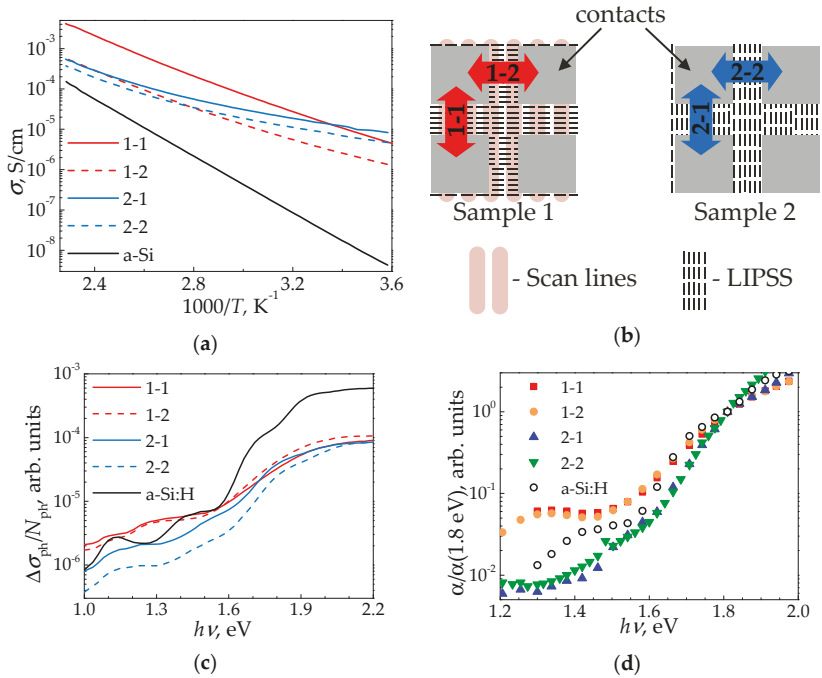 10⁻³
10⁻⁴
10⁻⁵
10⁻⁶
10⁻⁷
10⁻⁸
σ, S/cm
1-1
1-2
2-1
2-2
a-Si
2.4 2.8 3.2 3.6
1000/T, K⁻¹
(a)
contacts
1-2
1-1
2-2
2-1
Sample 1 Sample 2
- Scan lines - LIPSS
(b)
10⁻³
10⁻⁴
10⁻⁵
10⁻⁶
Δσₚₕ/Nₚₕ, arb. units
1-1
1-2
2-1
2-2
a-Si:H
1.0 1.3 1.6 1.9 2.2
hν, eV
(c)
10⁰
10⁻¹
10⁻²
α/α(1.8 eV), arb. units
1-1
1-2
2-1
2-2
a-Si:H
1.2 1.4 1.6 1.8 2.0
hν, eV
(d)